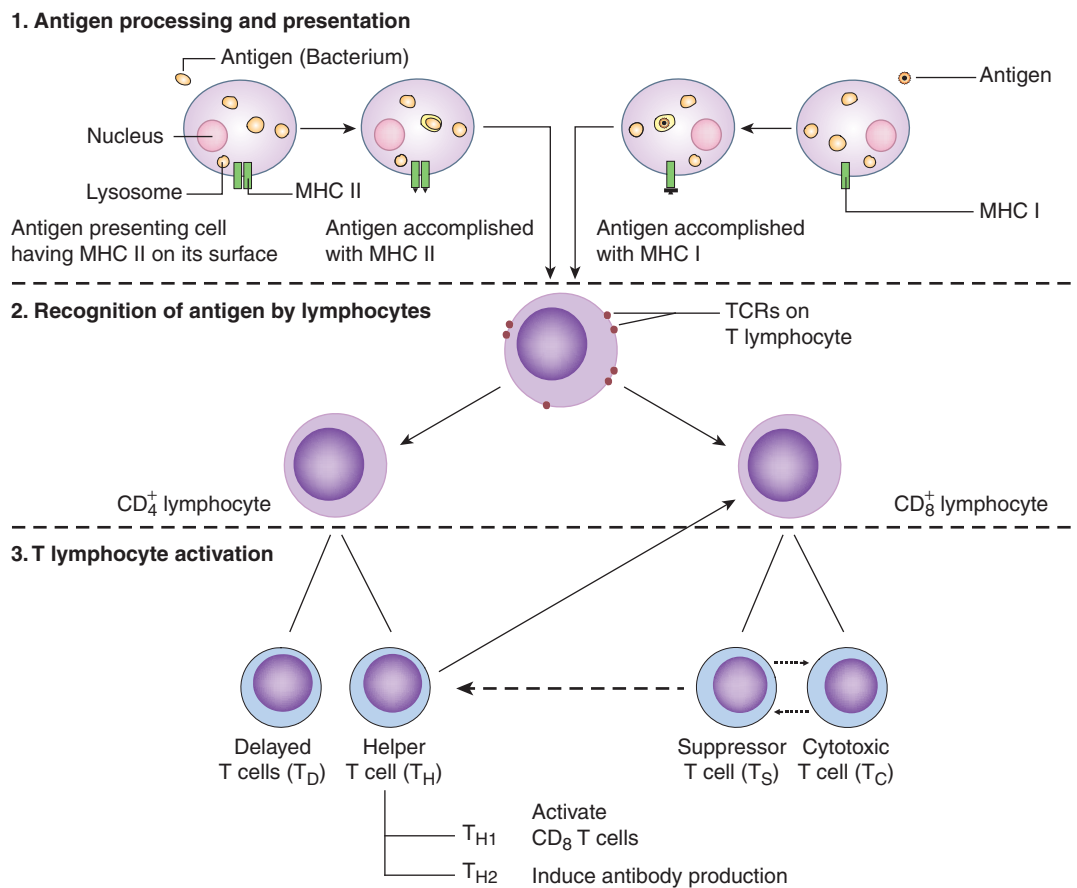 1. Antigen processing and presentation
Antigen (Bacterium)
Antigen
Nucleus
Lysosome
MHC II
MHC I
Antigen presenting cell
having MHC II on its surface
Antigen accomplished
with MHC II
Antigen accomplished
with MHC I
2. Recognition of antigen by lymphocytes
TCRs on
T lymphocyte
CD4+ lymphocyte
CD8+ lymphocyte
3. T lymphocyte activation
Delayed
T cells (TD)
Helper
T cell (TH)
Suppressor
T cell (TS)
Cytotoxic
T cell (TC)
TH1
Activate
CD8 T cells
TH2
Induce antibody production